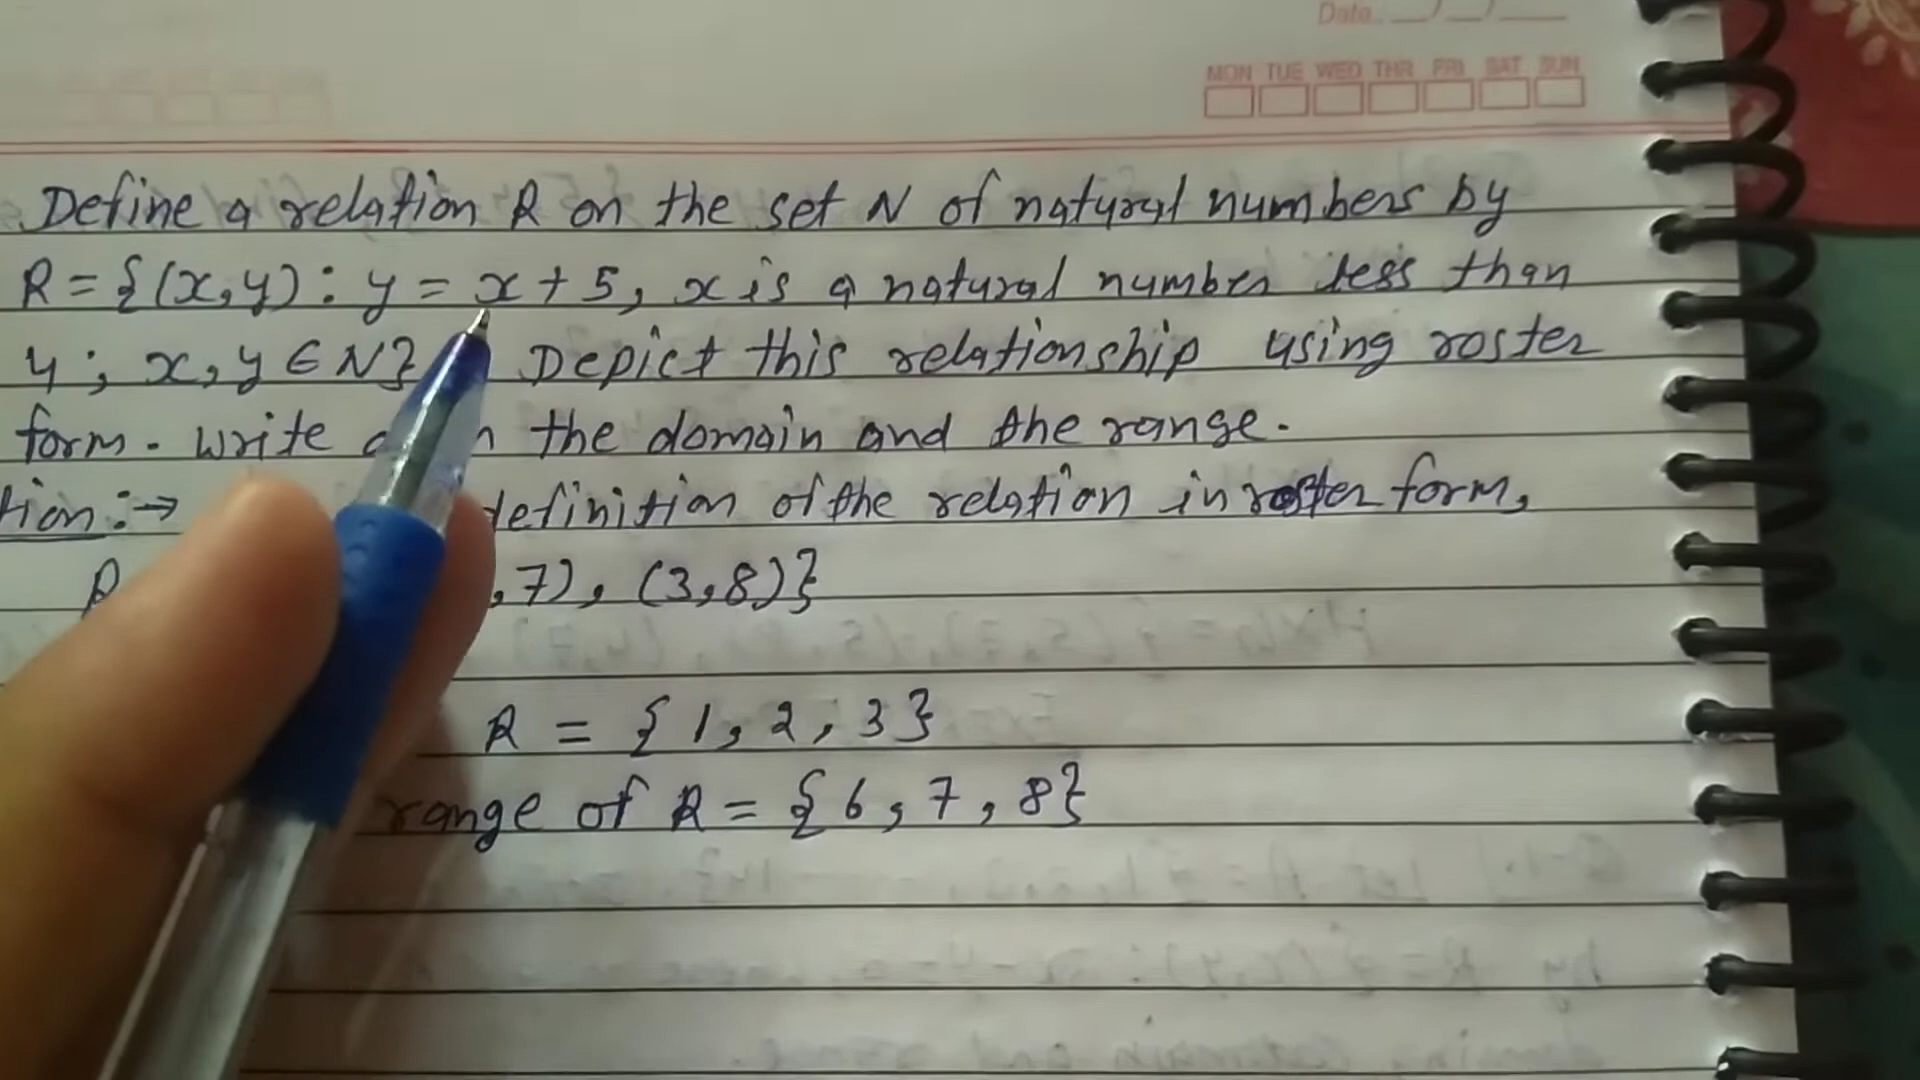 Date.
MON TUE WED THR FRI SAT SUN
Define a relation R on the set N of natural numbers by
R = {(x,y) : y = x + 5, x is a natural number less than
4 ; x, y ∈ N} Depict this relationship using roster
form. Write the domain and the range.
tion :→ definition of the relation in roster form,
R ,7), (3,8)}
R = {1, 2, 3}
range of R = {6, 7, 8}